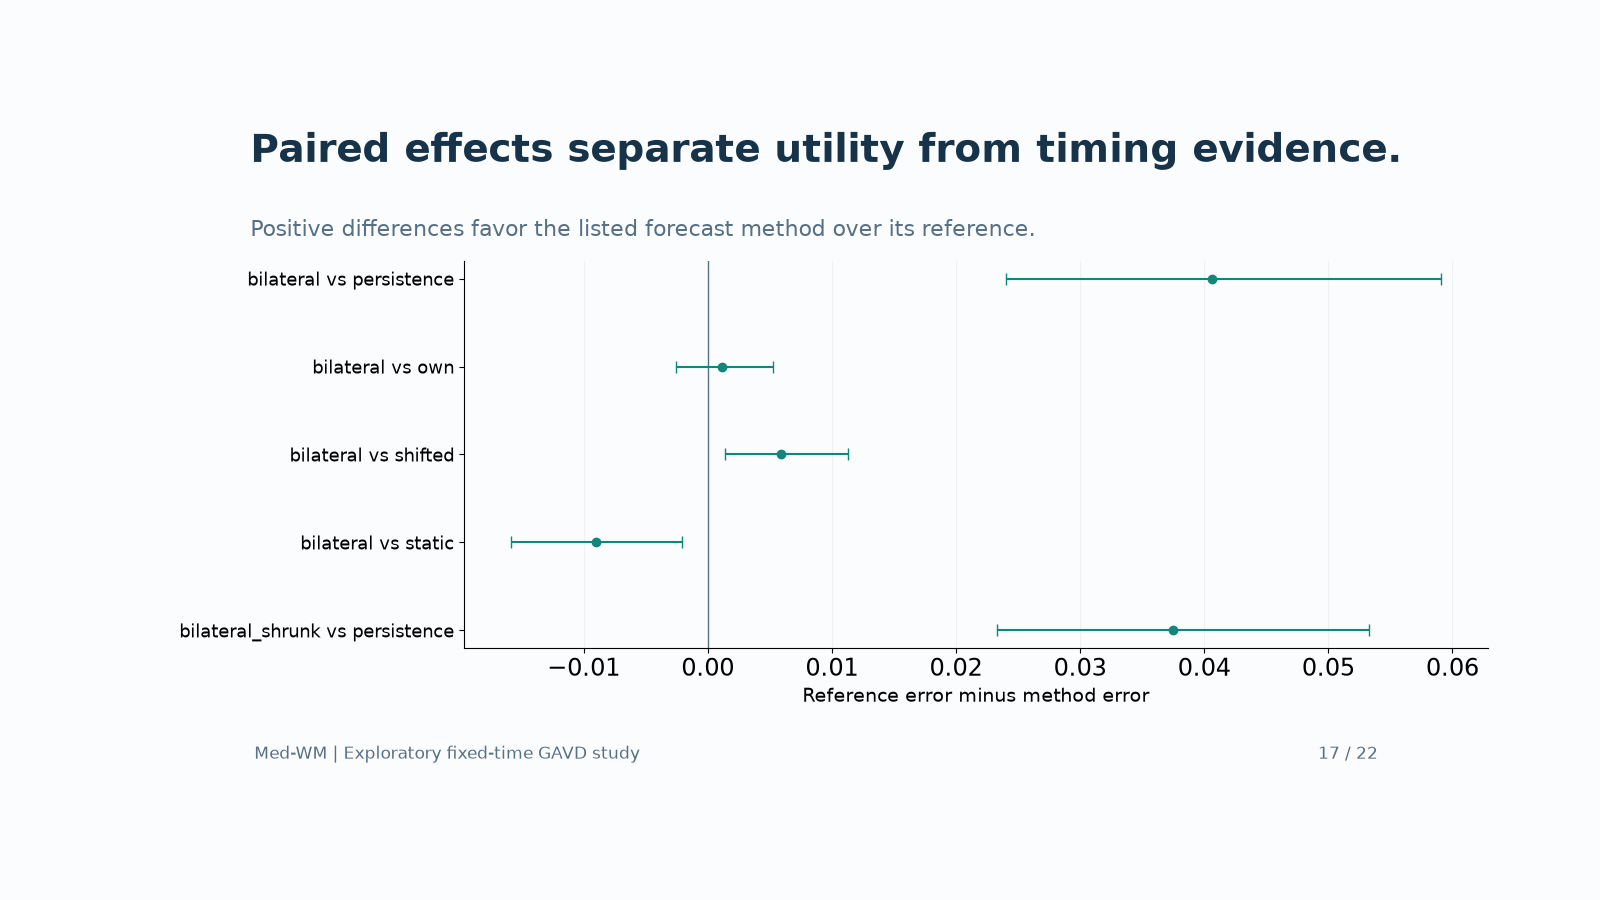 Paired effects separate utility from timing evidence.
Positive differences favor the listed forecast method over its reference.
bilateral vs persistence
bilateral vs own
bilateral vs shifted
bilateral vs static
bilateral_shrunk vs persistence
−0.01 0.00 0.01 0.02 0.03 0.04 0.05 0.06
Reference error minus method error
Med-WM | Exploratory fixed-time GAVD study 17 / 22